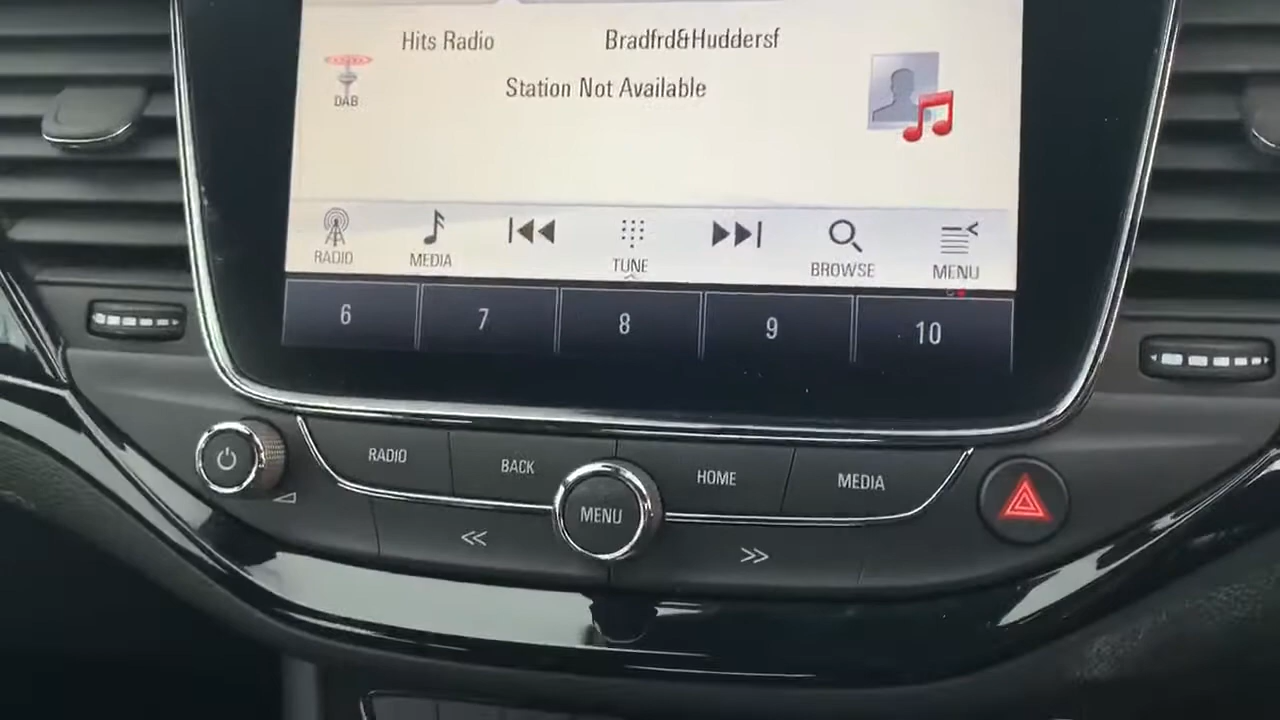 Hits Radio Bradfrd&Huddersf
DAB
Station Not Available
RADIO MEDIA TUNE BROWSE MENU
6 7 8 9 10
RADIO BACK HOME MEDIA
MENU